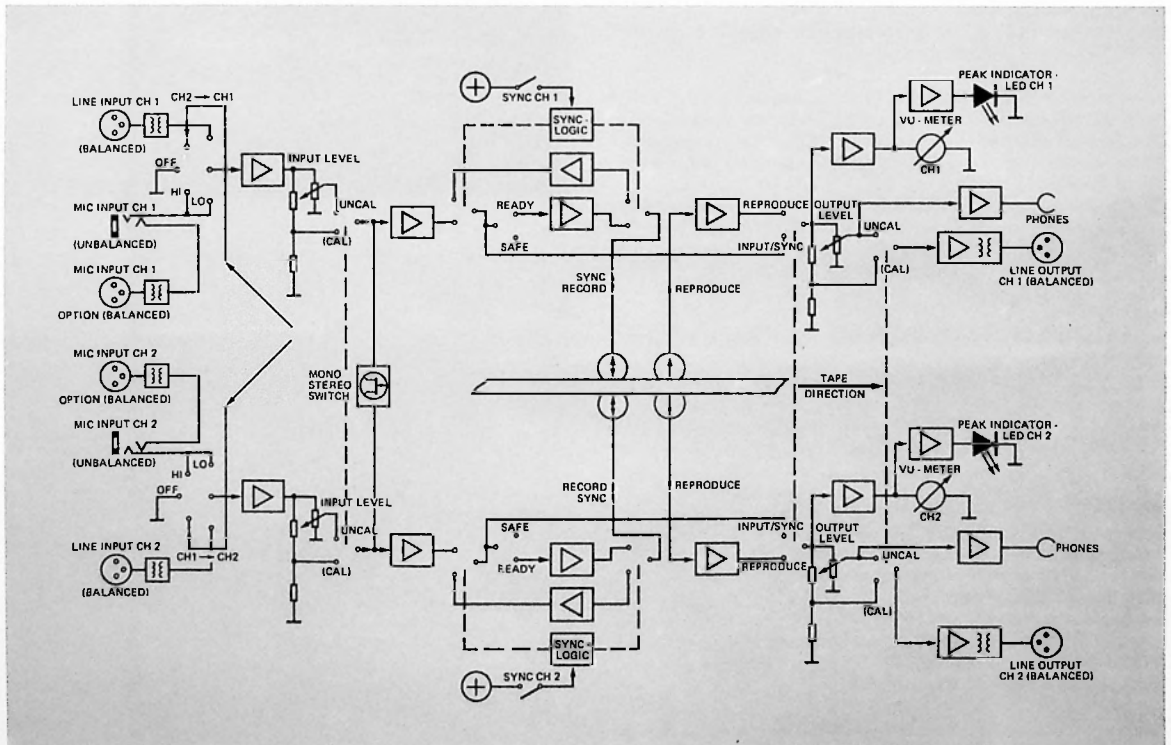 LINE INPUT CH 1
(BALANCED)
CH2 → CH1
OFF
HI
LO
MIC INPUT CH 1
(UNBALANCED)
MIC INPUT CH 1
OPTION (BALANCED)
INPUT LEVEL
UNCAL
(CAL)
SYNC CH 1
SYNC-
LOGIC
READY
SAFE
SYNC
RECORD
REPRODUCE
REPRODUCE
INPUT/SYNC
OUTPUT
LEVEL
UNCAL
(CAL)
PEAK INDICATOR -
LED CH 1
VU - METER
CH1
PHONES
LINE OUTPUT
CH 1 (BALANCED)
MONO
STEREO
SWITCH
TAPE
DIRECTION
MIC INPUT CH 2
OPTION (BALANCED)
MIC INPUT CH 2
(UNBALANCED)
LO
HI
OFF
CH1 → CH2
LINE INPUT CH 2
(BALANCED)
INPUT LEVEL
UNCAL
(CAL)
SAFE
READY
SYNC -
LOGIC
SYNC CH 2
RECORD
SYNC
REPRODUCE
INPUT/SYNC
REPRODUCE
OUTPUT
LEVEL
UNCAL
(CAL)
PEAK INDICATOR -
LED CH 2
VU - METER
CH2
PHONES
LINE OUTPUT
CH 2 (BALANCED)